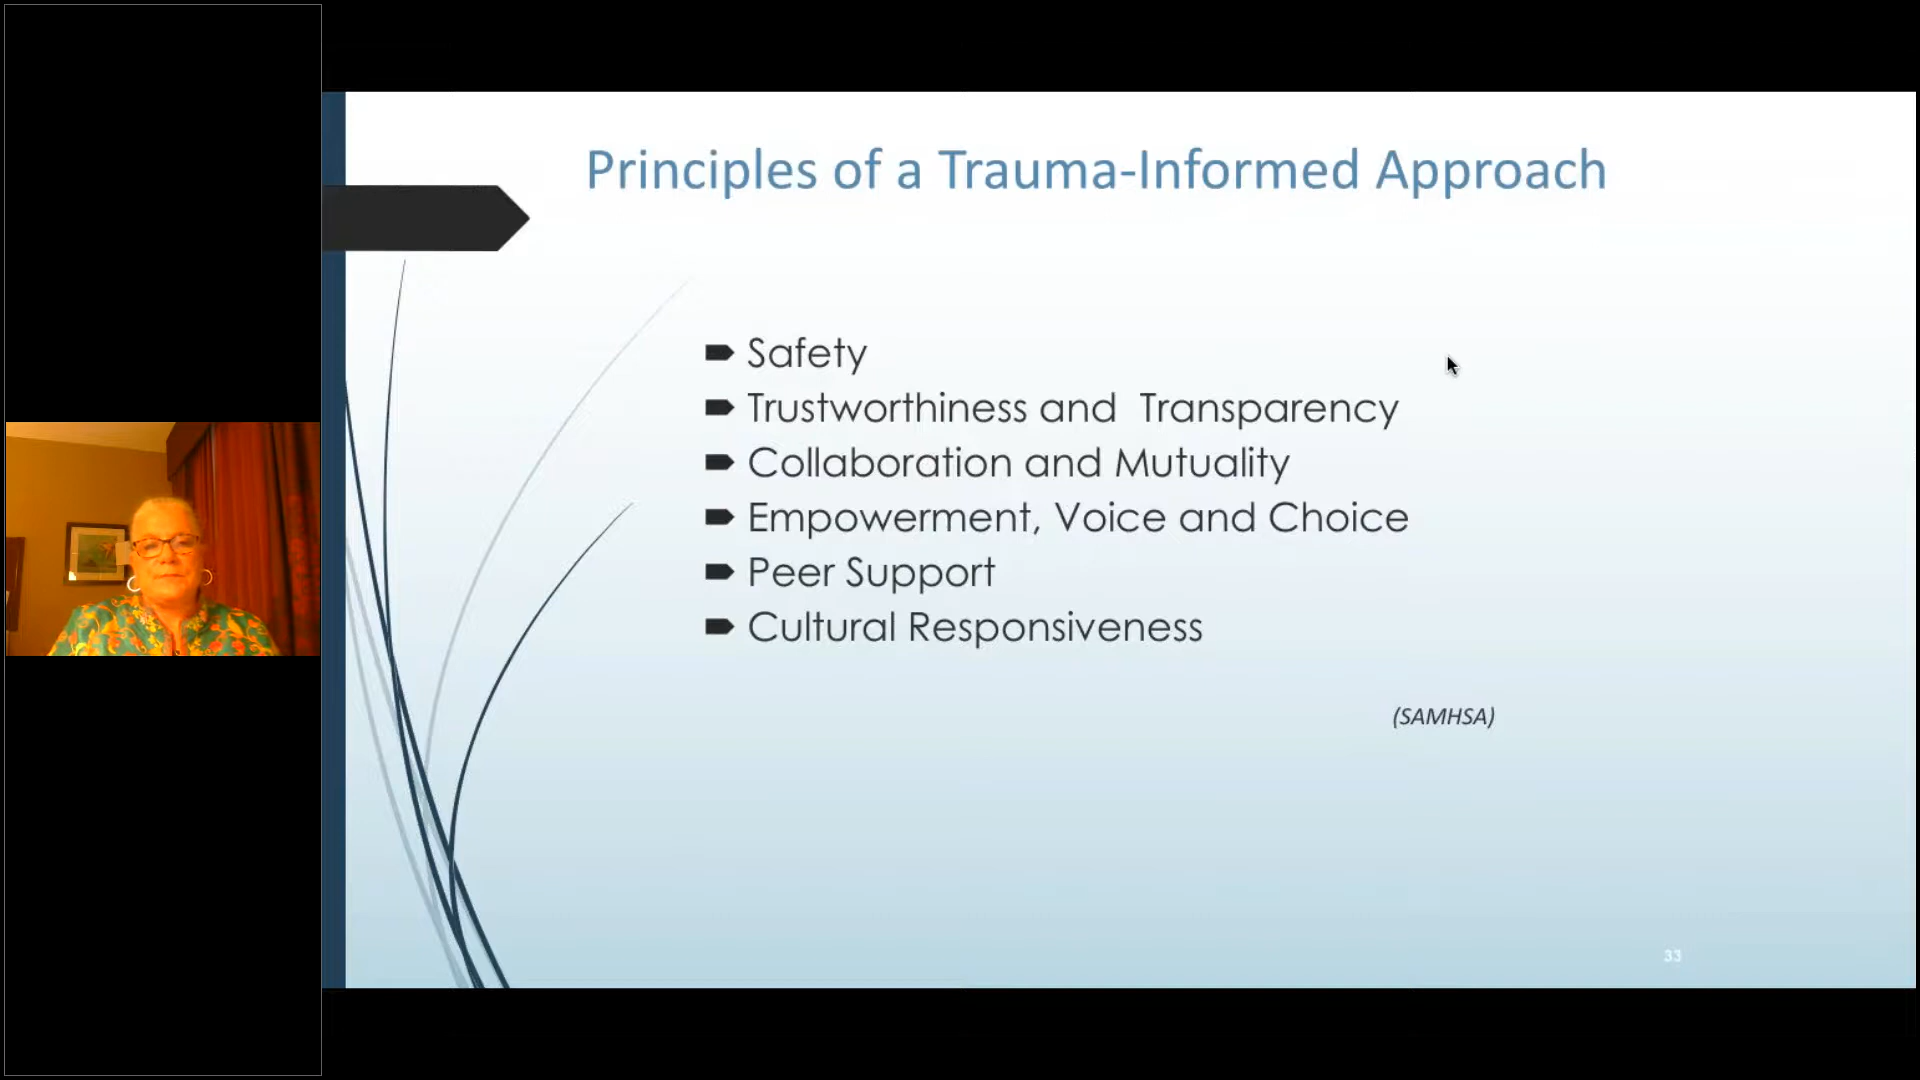 Principles of a Trauma-Informed Approach
Safety
Trustworthiness and  Transparency
Collaboration and Mutuality
Empowerment, Voice and Choice
Peer Support
Cultural Responsiveness
(SAMHSA)
33